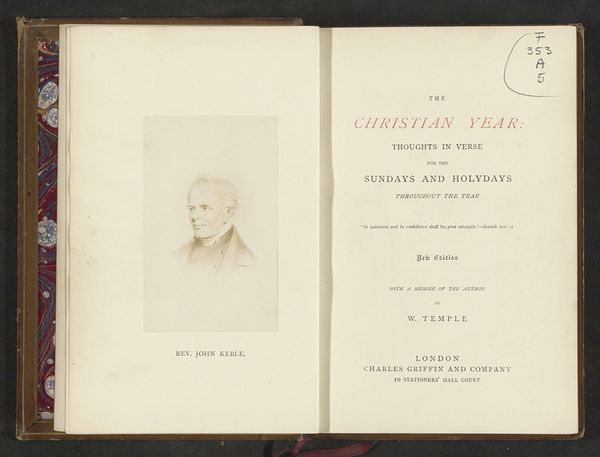 REV. JOHN KEBLE.
F
353
A
5
THE
CHRISTIAN YEAR:
THOUGHTS IN VERSE
FOR THE
SUNDAYS AND HOLYDAYS
THROUGHOUT THE YEAR
"In quietness and in confidence shall be your strength."—ISAIAH xxx. 15
New Edition
WITH A MEMOIR OF THE AUTHOR
BY
W. TEMPLE
LONDON
CHARLES GRIFFIN AND COMPANY
10 STATIONERS' HALL COURT